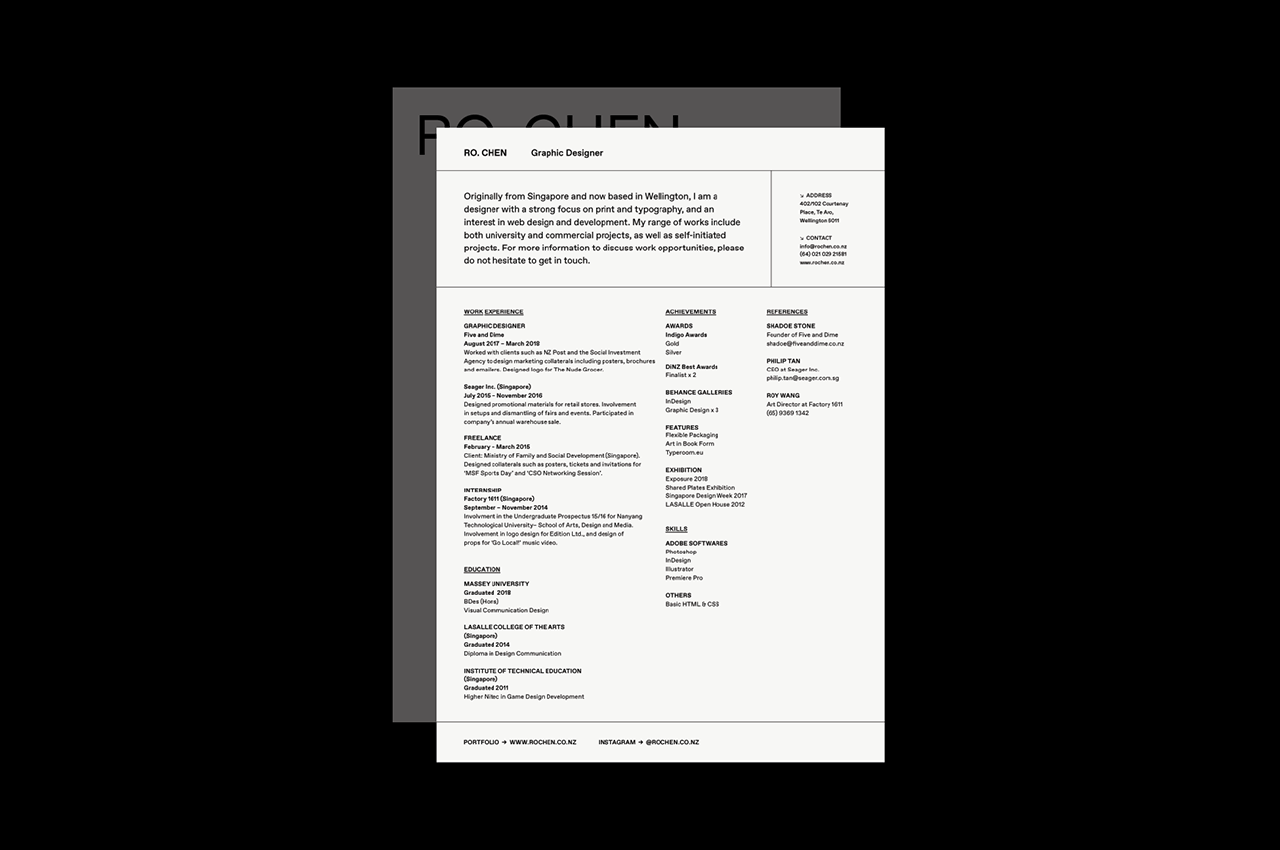 RO. CHEN
RO. CHEN Graphic Designer
Originally from Singapore and now based in Wellington, I am a
designer with a strong focus on print and typography, and an
interest in web design and development. My range of works include
both university and commercial projects, as well as self-initiated
projects. For more information to discuss work opportunities, please
do not hesitate to get in touch.
↘ ADDRESS
402/102 Courtenay
Place, Te Aro,
Wellington 6011
↘ CONTACT
info@rochen.co.nz
(64) 021 029 21581
www.rochen.co.nz
WORK EXPERIENCE
GRAPHIC DESIGNER
Five and Dime
August 2017 – March 2018
Worked with clients such as NZ Post and the Social Investment
Agency to design marketing collaterals including posters, brochures
and emailers. Designed logo for The Nude Grocer.
Seager Inc. (Singapore)
July 2015 – November 2016
Designed promotional materials for retail stores. Involvement
in setups and dismantling of fairs and events. Participated in
company's annual warehouse sale.
FREELANCE
February – March 2015
Client: Ministry of Family and Social Development (Singapore).
Designed collaterals such as posters, tickets and invitations for
'MSF Sports Day' and 'CSO Networking Session'.
INTERNSHIP
Factory 1611 (Singapore)
September – November 2014
Involvment in the Undergraduate Prospectus 15/16 for Nanyang
Technological University– School of Arts, Design and Media.
Involvement in logo design for Edition Ltd., and design of
props for 'Go Local!' music video.
EDUCATION
MASSEY UNIVERSITY
Graduated 2018
BDes (Hons)
Visual Communication Design
LASALLE COLLEGE OF THE ARTS
(Singapore)
Graduated 2014
Diploma in Design Communication
INSTITUTE OF TECHNICAL EDUCATION
(Singapore)
Graduated 2011
Higher Nitec in Game Design Development
ACHIEVEMENTS
AWARDS
Indigo Awards
Gold
Silver
DINZ Best Awards
Finalist x 2
BEHANCE GALLERIES
InDesign
Graphic Design x 3
FEATURES
Flexible Packaging
Art in Book Form
Typeroom.eu
EXHIBITION
Exposure 2018
Shared Plates Exhibition
Singapore Design Week 2017
LASALLE Open House 2012
SKILLS
ADOBE SOFTWARES
Photoshop
InDesign
Illustrator
Premiere Pro
OTHERS
Basic HTML & CSS
REFERENCES
SHADOE STONE
Founder of Five and Dime
shadoe@fiveanddime.co.nz
PHILIP TAN
CEO at Seager Inc.
philip.tan@seager.com.sg
ROY WANG
Art Director at Factory 1611
(65) 9369 1342
PORTFOLIO → WWW.ROCHEN.CO.NZ INSTAGRAM → @ROCHEN.CO.NZ